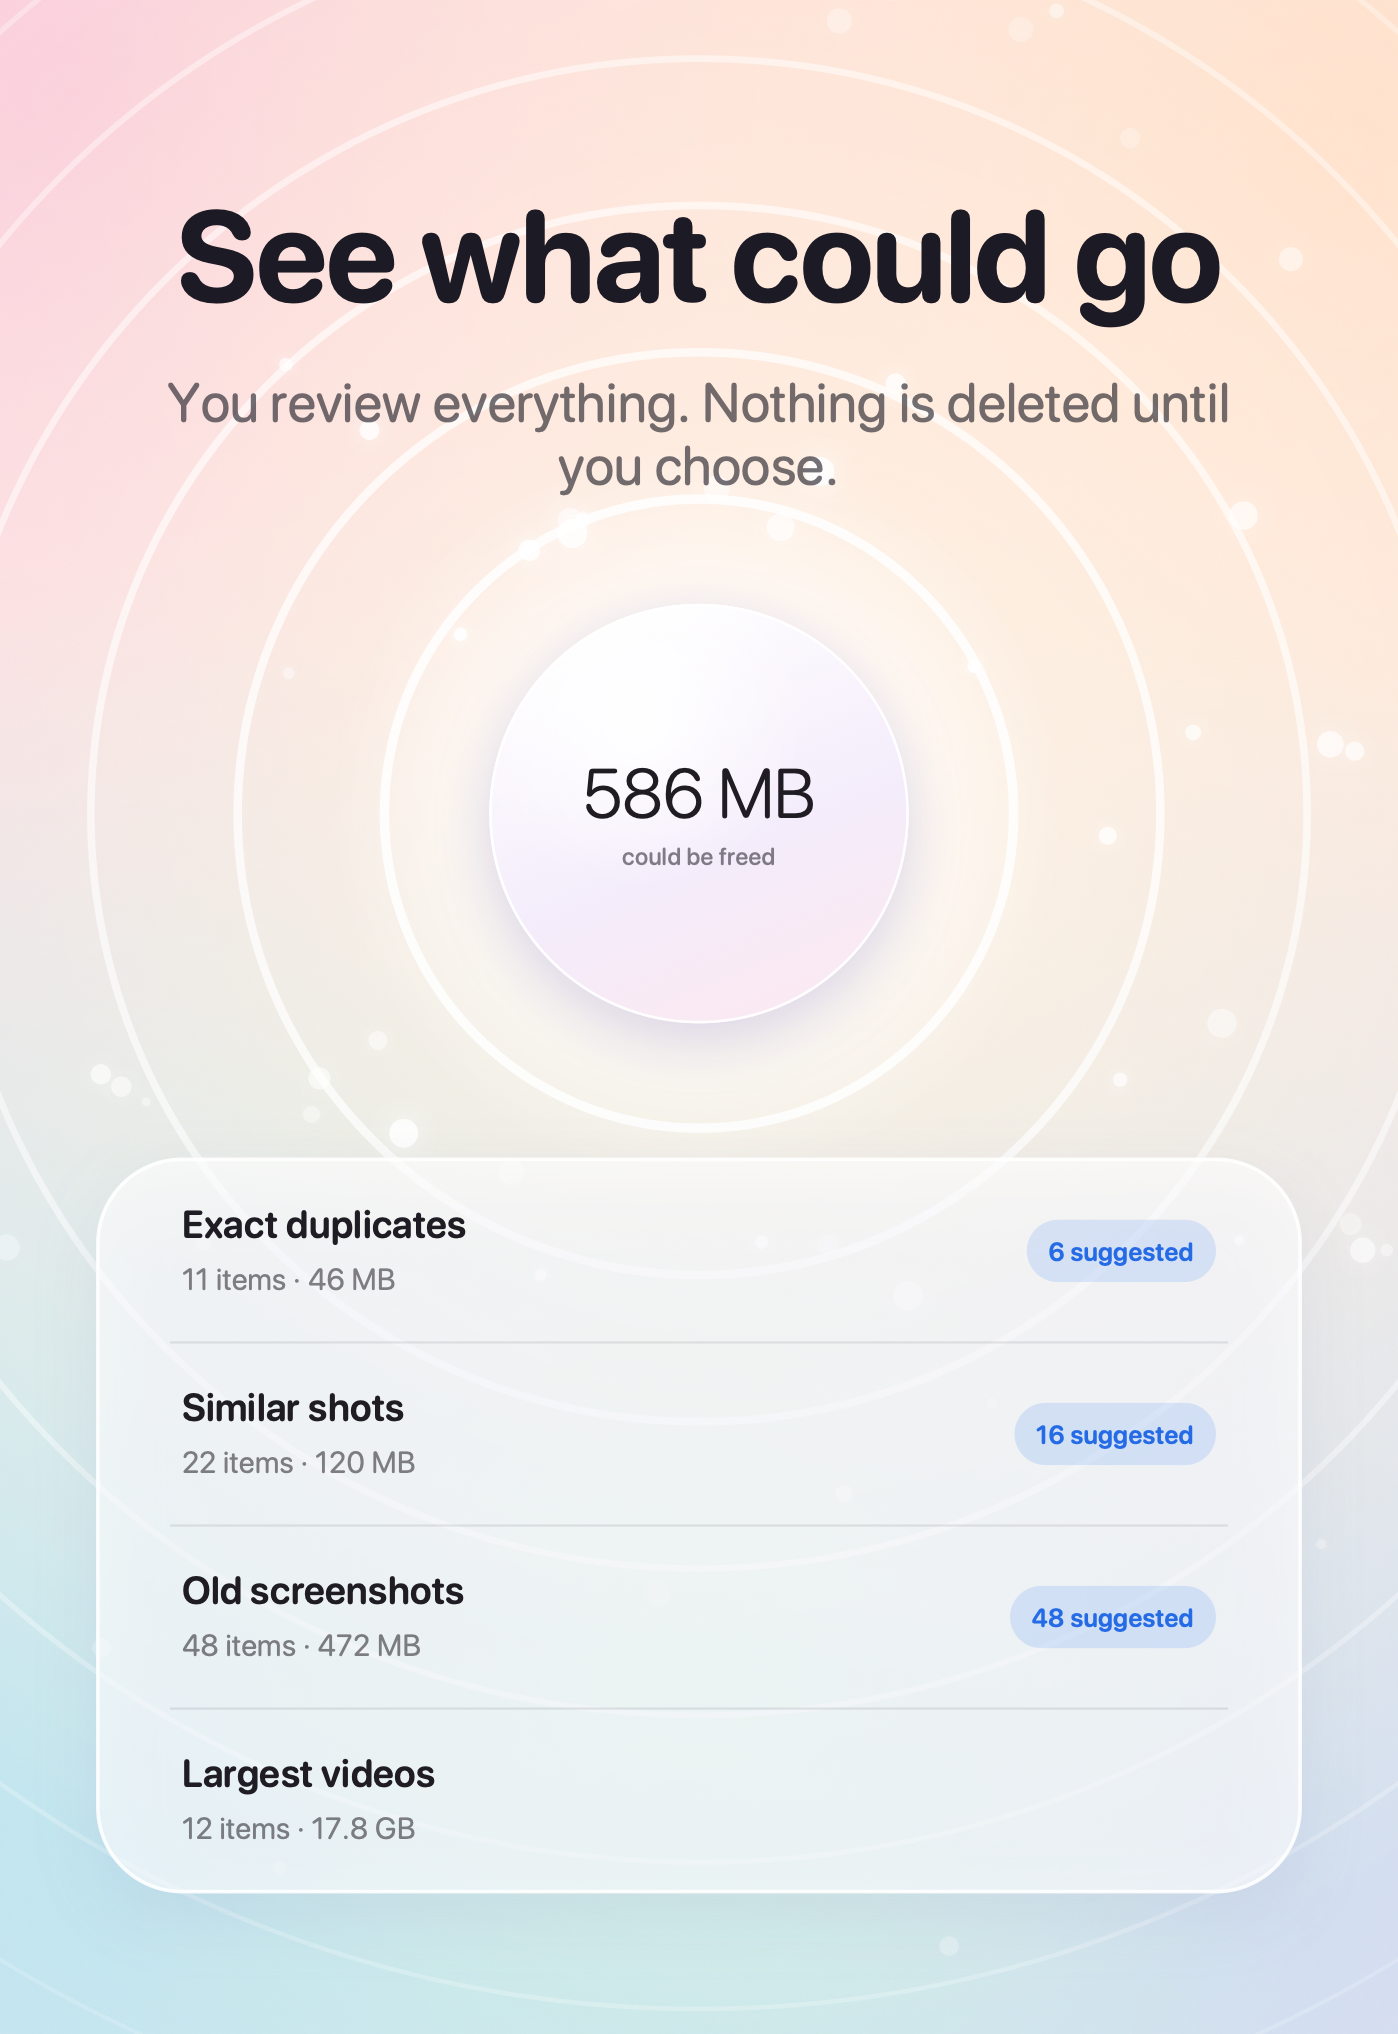 See what could go
You review everything. Nothing is deleted until
you choose.
586 MB
could be freed
Exact duplicates
11 items · 46 MB
6 suggested
Similar shots
22 items · 120 MB
16 suggested
Old screenshots
48 items · 472 MB
48 suggested
Largest videos
12 items · 17.8 GB